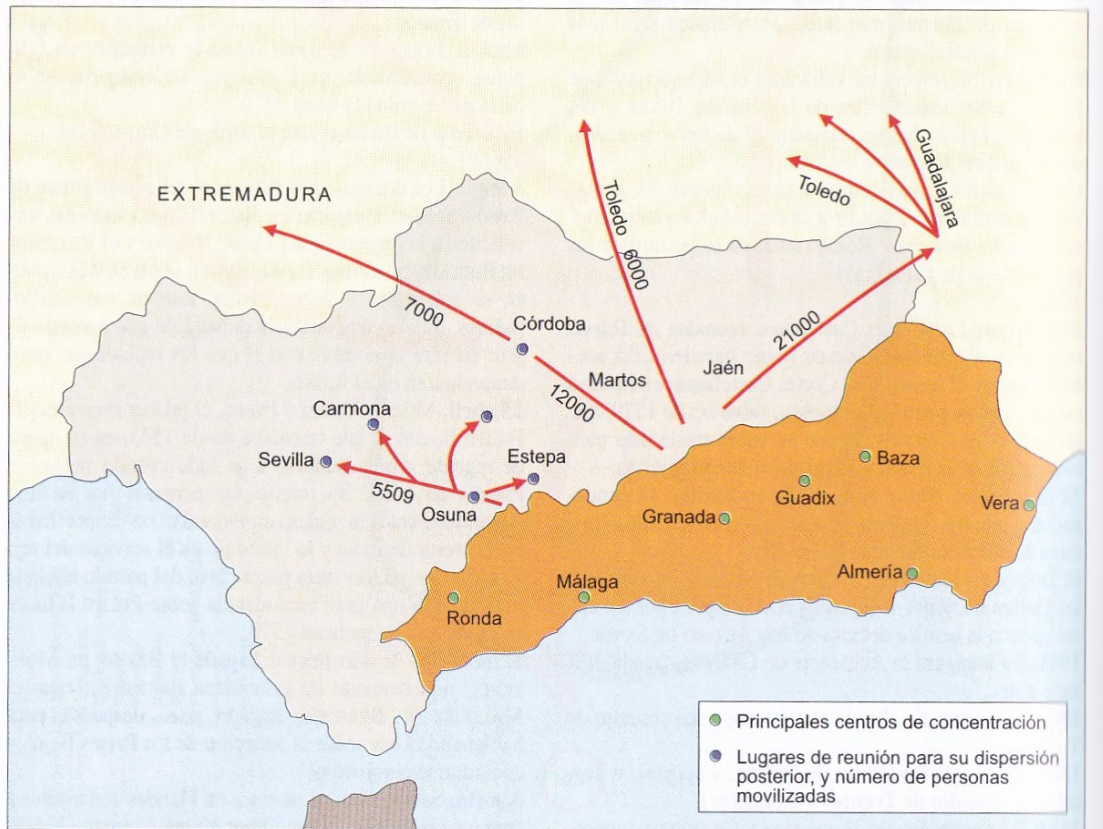 EXTREMADURA
Toledo
Guadalajara
Toledo 6000
7000
Córdoba
21000
Martos
Jaén
12000
Carmona
Sevilla
Estepa
5509
Osuna
Baza
Guadix
Granada
Vera
Almería
Málaga
Ronda
Principales centros de concentración
Lugares de reunión para su dispersión
posterior, y número de personas
movilizadas